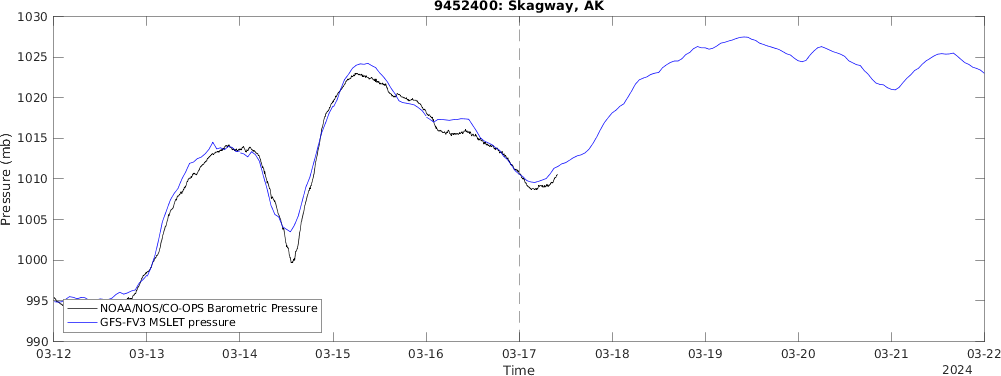 9452400: Skagway, AK
1030
1025
1020
1015
1010
1005
1000
995
990
Pressure (mb)
NOAA/NOS/CO-OPS Barometric Pressure
GFS-FV3 MSLET pressure
03-12 03-13 03-14 03-15 03-16 03-17 03-18 03-19 03-20 03-21 03-22
Time
2024